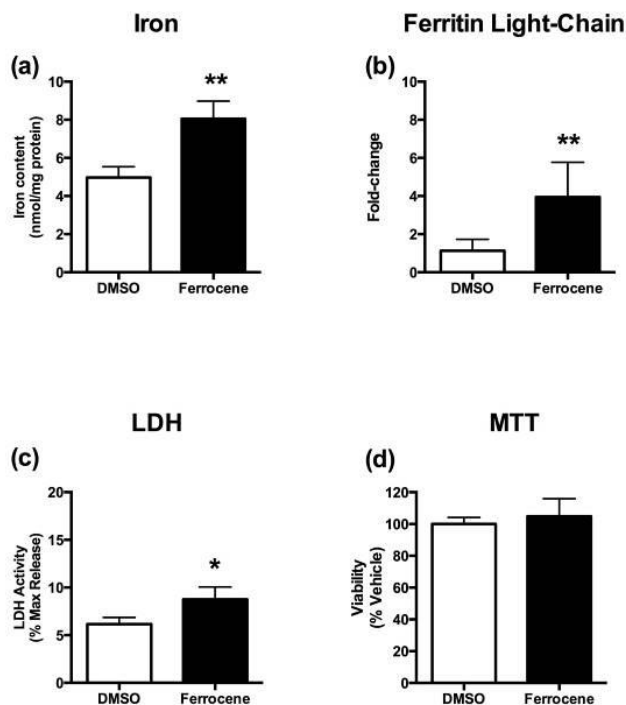 Iron
(a)
**
Iron content
(nmol/mg protein)
10
8
6
4
2
0
DMSO Ferrocene
Ferritin Light-Chain
(b)
**
Fold-change
10
8
6
4
2
0
DMSO Ferrocene
LDH
(c)
*
LDH Activity
(% Max Release)
20
15
10
5
0
DMSO Ferrocene
MTT
(d)
Viability
(% Vehicle)
120
100
80
60
40
20
0
DMSO Ferrocene